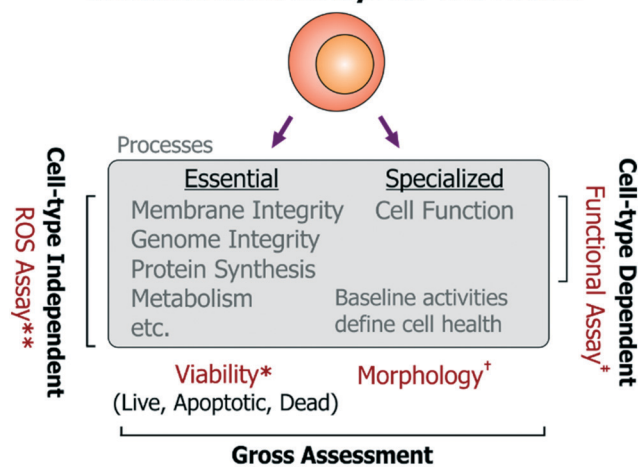 Processes
Essential
Specialized
Membrane Integrity
Cell Function
Genome Integrity
Protein Synthesis
Metabolism
etc.
Baseline activities
define cell health
Cell-type Independent
ROS Assay**
Cell-type Dependent
Functional Assay‡
Viability*
Morphology†
(Live, Apoptotic, Dead)
Gross Assessment